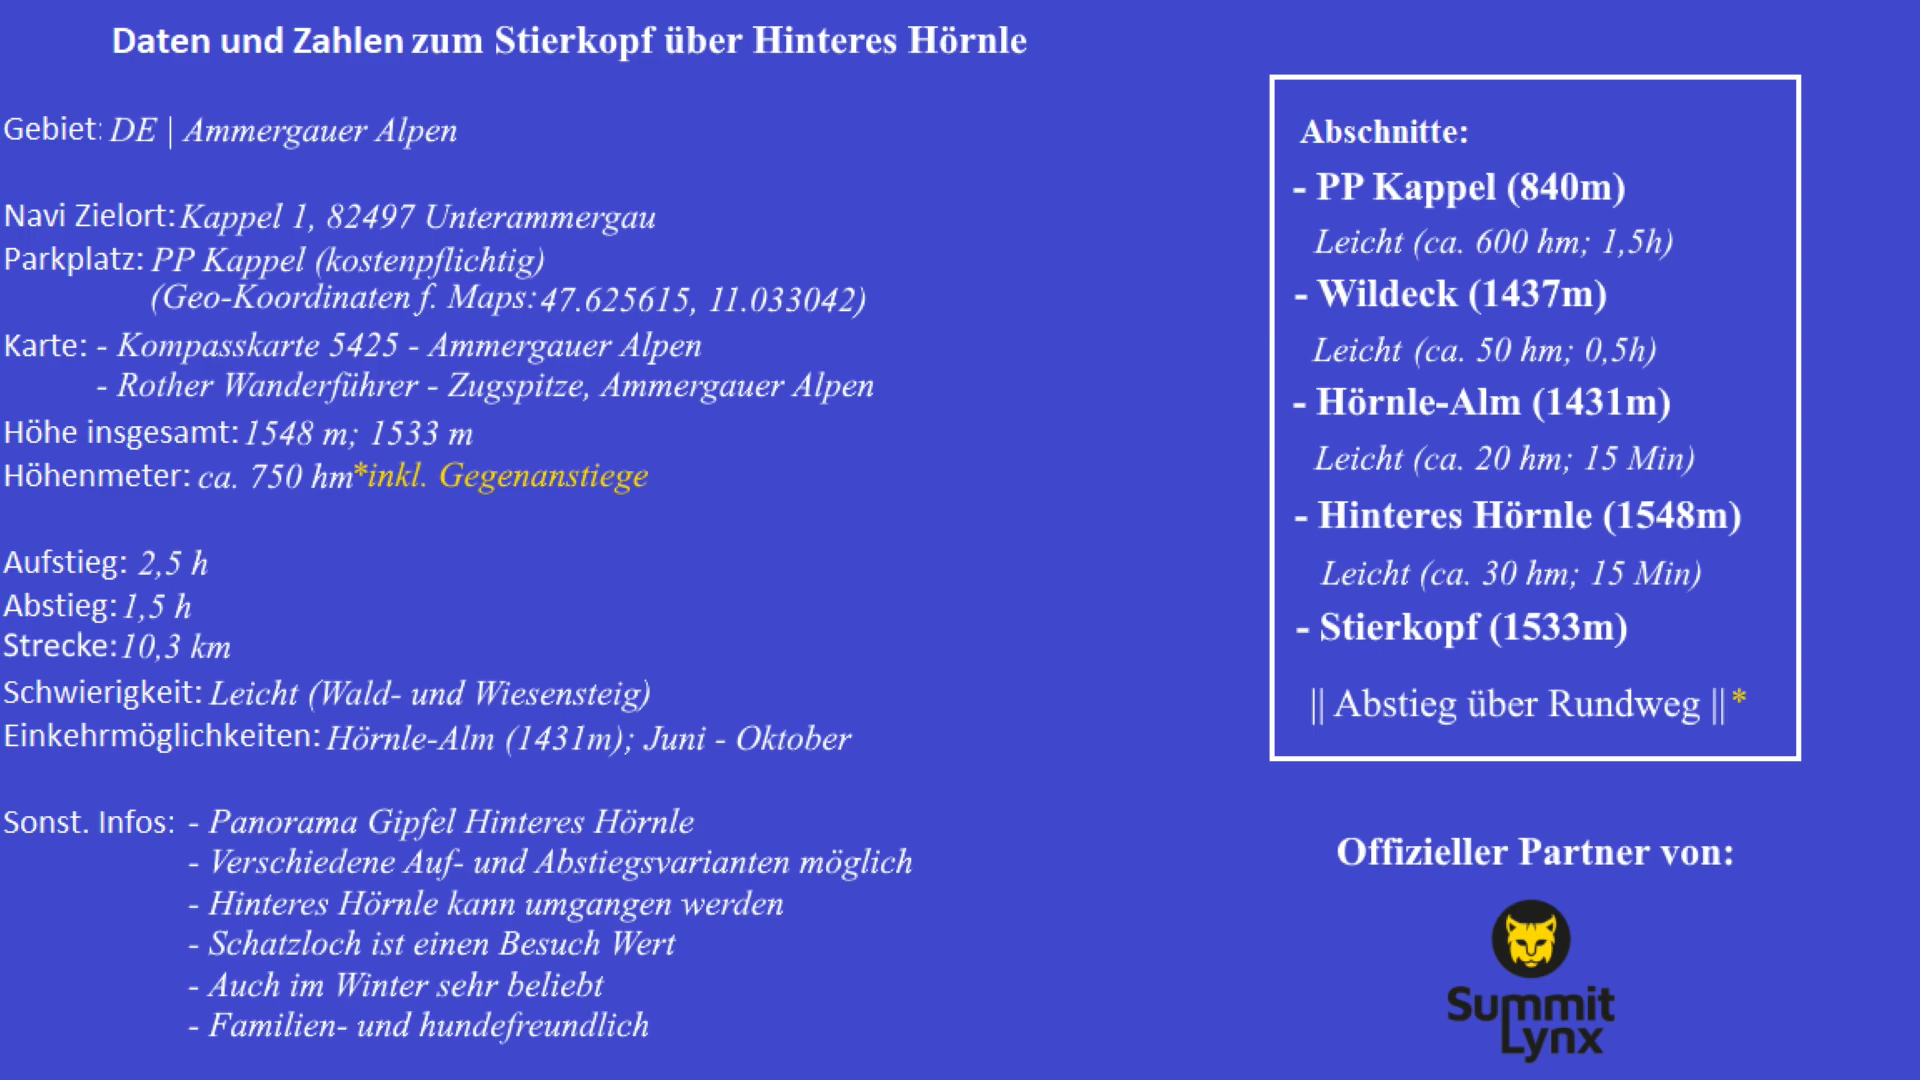 Daten und Zahlen zum Stierkopf über Hinteres Hörnle
Gebiet: DE | Ammergauer Alpen
Navi Zielort: Kappel 1, 82497 Unterammergau
Parkplatz: PP Kappel (kostenpflichtig)
(Geo-Koordinaten f. Maps: 47.625615, 11.033042)
Karte: - Kompasskarte 5425 - Ammergauer Alpen
- Rother Wanderführer - Zugspitze, Ammergauer Alpen
Höhe insgesamt: 1548 m; 1533 m
Höhenmeter: ca. 750 hm*inkl. Gegenanstiege
Aufstieg: 2,5 h
Abstieg: 1,5 h
Strecke: 10,3 km
Schwierigkeit: Leicht (Wald- und Wiesensteig)
Einkehrmöglichkeiten: Hörnle-Alm (1431m); Juni - Oktober
Sonst. Infos: - Panorama Gipfel Hinteres Hörnle
- Verschiedene Auf- und Abstiegsvarianten möglich
- Hinteres Hörnle kann umgangen werden
- Schatzloch ist einen Besuch Wert
- Auch im Winter sehr beliebt
- Familien- und hundefreundlich
Abschnitte:
- PP Kappel (840m)
Leicht (ca. 600 hm; 1,5h)
- Wildeck (1437m)
Leicht (ca. 50 hm; 0,5h)
- Hörnle-Alm (1431m)
Leicht (ca. 20 hm; 15 Min)
- Hinteres Hörnle (1548m)
Leicht (ca. 30 hm; 15 Min)
- Stierkopf (1533m)
|| Abstieg über Rundweg ||*
Offizieller Partner von:
Summit
Lynx